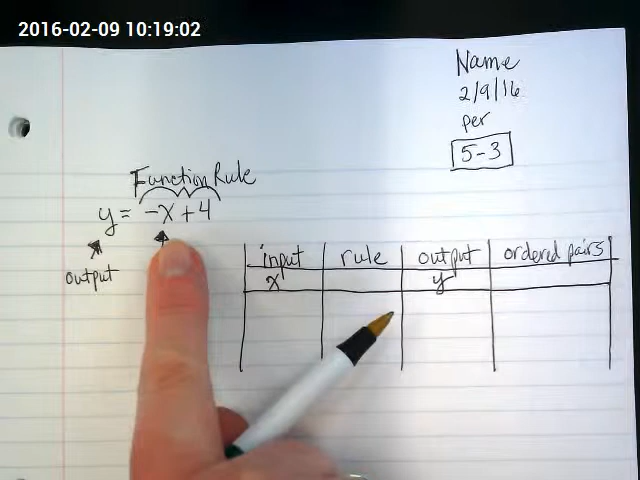 2016-02-09 10:19:02
Name
2/9/16
per
5-3
Function Rule
y = -x + 4
output
input rule output ordered pairs
x y